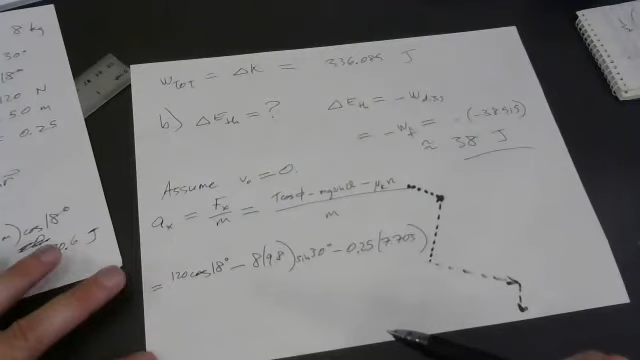 8 kg
30°
18°
120 N
5.0 m
= 0.25
) cos 18°
0.6 J
W_TOT = ΔK = 336.085 J
b) ΔE_th = ? ΔE_th = -W_diss
= -W_f = -(-38.515)
≈ 38 J
Assume v₀ = 0.
a_x = F_x/m = (T cos ϕ - mg sin θ - μ_k n)/m
= 120 cos 18° - 8(9.8) sin 30° - 0.25(7.703)